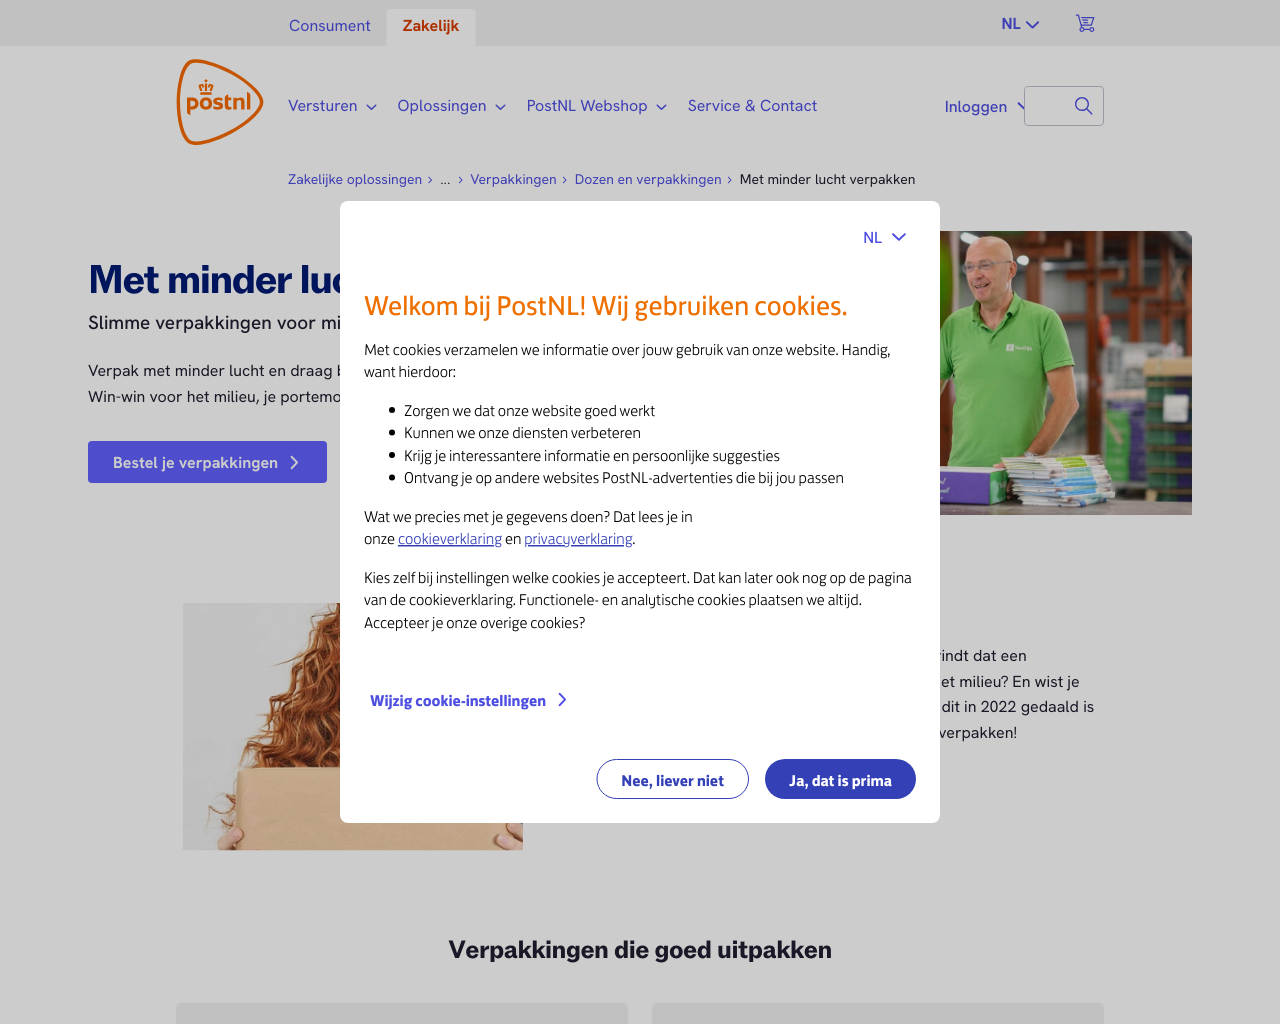 Consument
Zakelijk
NL
postnl
Versturen
Oplossingen
PostNL Webshop
Service & Contact
Inloggen
Zakelijke oplossingen › ... › Verpakkingen › Dozen en verpakkingen › Met minder lucht verpakken
Met minder luc
Slimme verpakkingen voor mi
Verpak met minder lucht en draag b
Win-win voor het milieu, je portemo
Bestel je verpakkingen
NL
Welkom bij PostNL! Wij gebruiken cookies.
Met cookies verzamelen we informatie over jouw gebruik van onze website. Handig,
want hierdoor:
Zorgen we dat onze website goed werkt
Kunnen we onze diensten verbeteren
Krijg je interessantere informatie en persoonlijke suggesties
Ontvang je op andere websites PostNL-advertenties die bij jou passen
Wat we precies met je gegevens doen? Dat lees je in
onze cookieverklaring en privacyverklaring.
Kies zelf bij instellingen welke cookies je accepteert. Dat kan later ook nog op de pagina
van de cookieverklaring. Functionele- en analytische cookies plaatsen we altijd.
Accepteer je onze overige cookies?
Wijzig cookie-instellingen
Nee, liever niet
Ja, dat is prima
indt dat een
et milieu? En wist je
dit in 2022 gedaald is
verpakken!
Verpakkingen die goed uitpakken